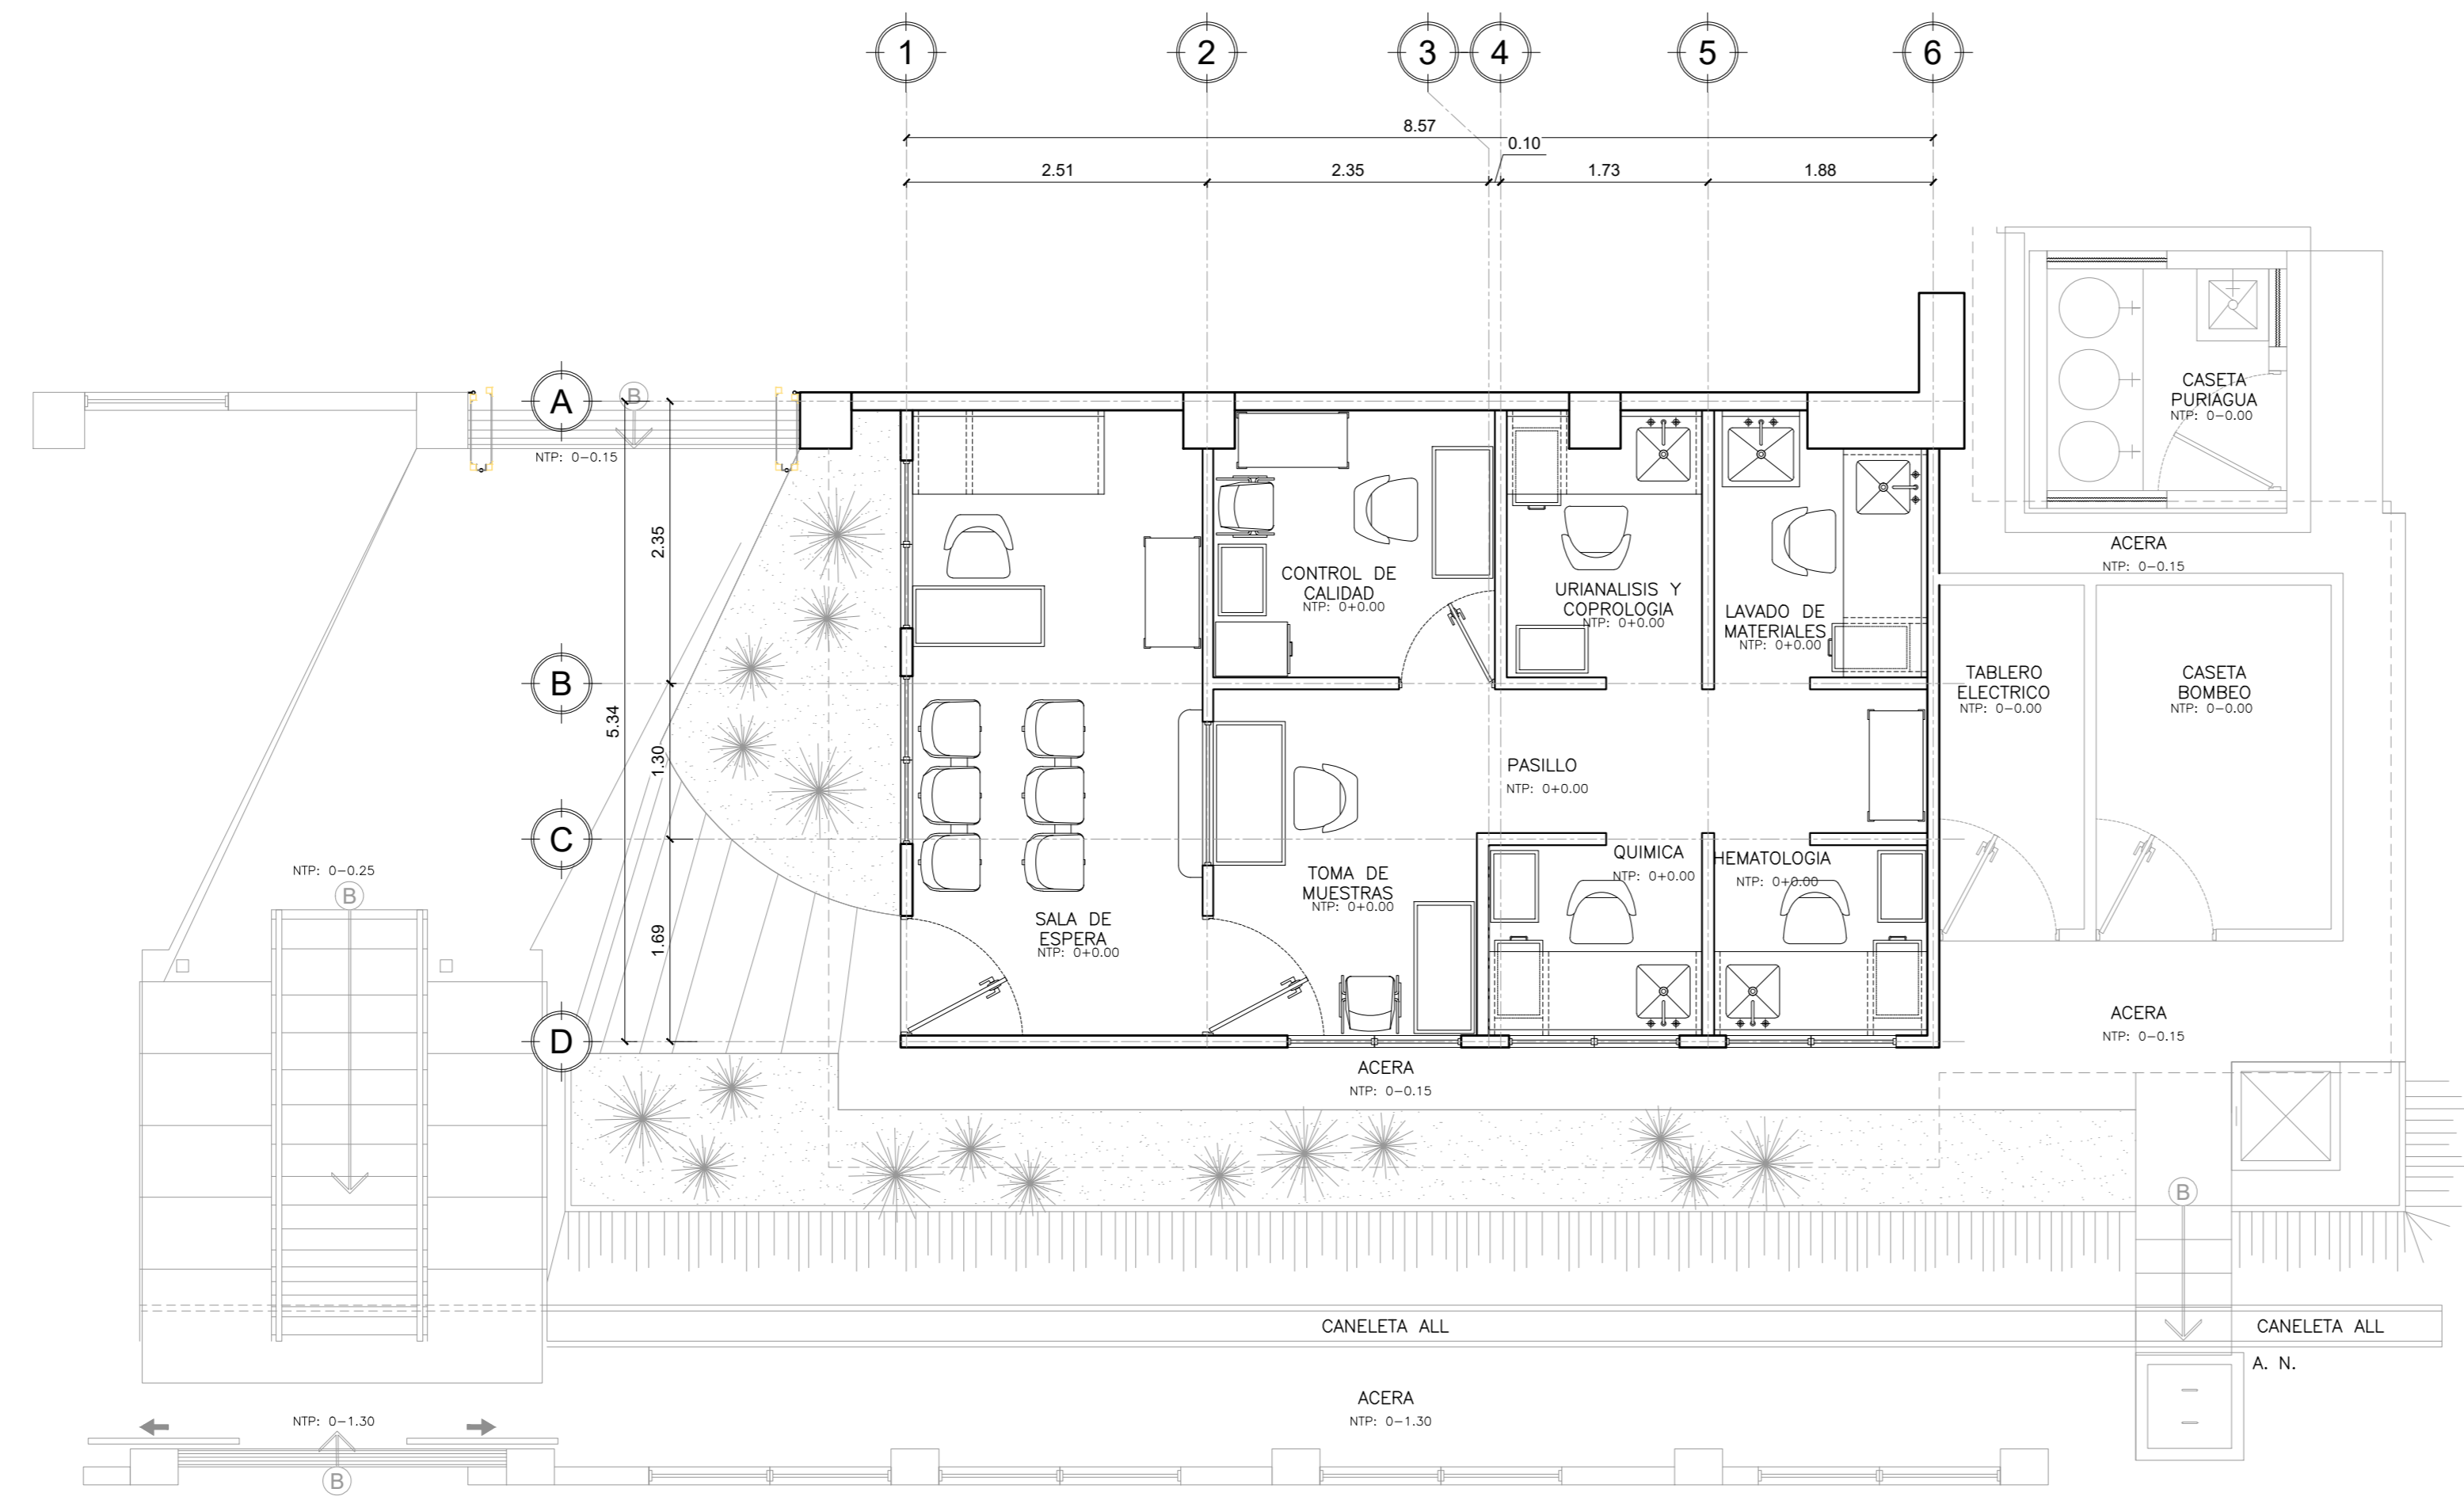 1
2
3
4
5
6
8.57
0.10
2.51
2.35
1.73
1.88
A
B
CASETA
PURIAGUA
NTP: 0-0.00
NTP: 0-0.15
2.35
ACERA
NTP: 0-0.15
CONTROL DE
CALIDAD
NTP: 0+0.00
URIANALISIS Y
COPROLOGIA
NTP: 0+0.00
LAVADO DE
MATERIALES
NTP: 0+0.00
B
TABLERO
ELECTRICO
NTP: 0-0.00
CASETA
BOMBEO
NTP: 0-0.00
5.34
1.30
PASILLO
NTP: 0+0.00
C
NTP: 0-0.25
B
QUIMICA
NTP: 0+0.00
HEMATOLOGIA
NTP: 0+0.00
TOMA DE
MUESTRAS
NTP: 0+0.00
SALA DE
ESPERA
NTP: 0+0.00
1.69
D
ACERA
NTP: 0-0.15
ACERA
NTP: 0-0.15
B
CANELETA ALL
CANELETA ALL
A. N.
ACERA
NTP: 0-1.30
NTP: 0-1.30
B